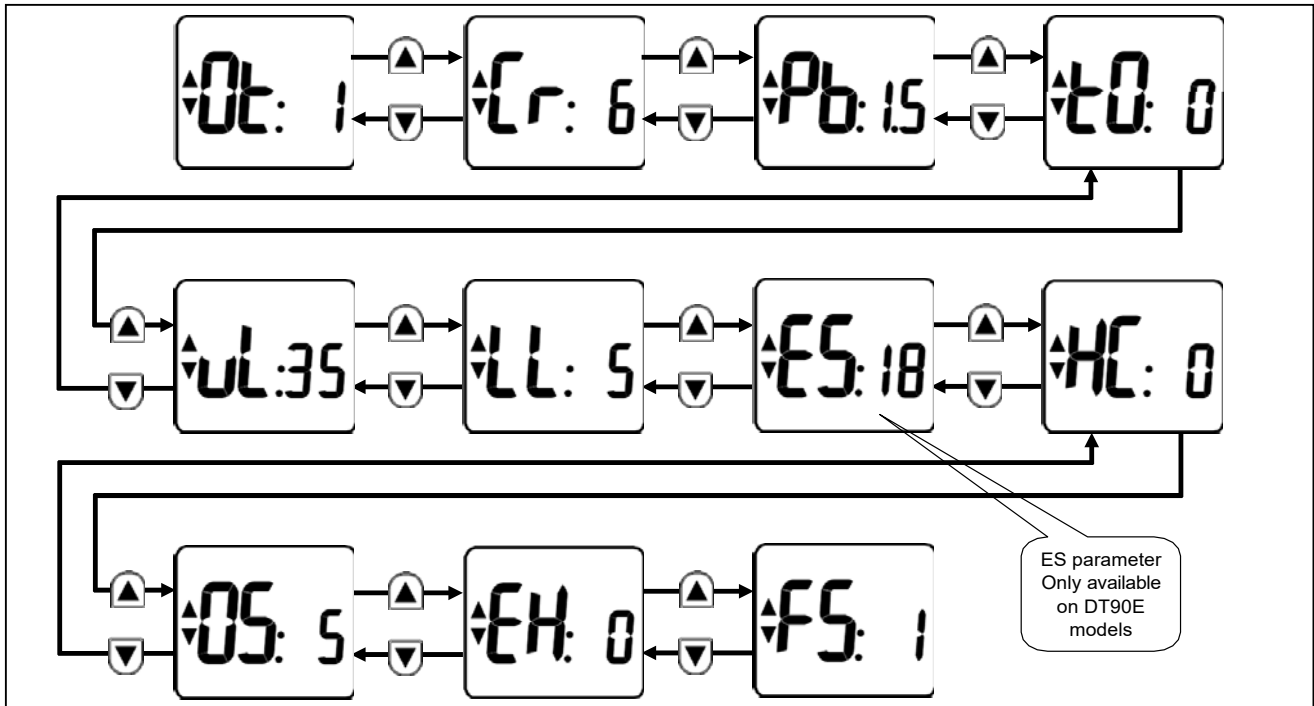 Ot: 1
Cr: 6
Pb:1.5
tO: 0
uL:35
LL: 5
ES:18
HC: 0
ES parameter
Only available
on DT90E
models
OS: 5
EH: 0
FS: 1